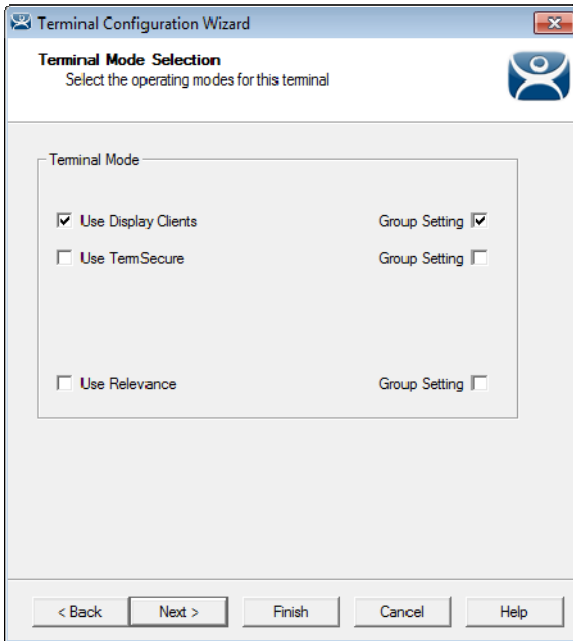 Terminal Configuration Wizard
Terminal Mode Selection
Select the operating modes for this terminal
Terminal Mode
Use Display Clients Group Setting
Use TermSecure Group Setting
Use Relevance Group Setting
< Back Next > Finish Cancel Help